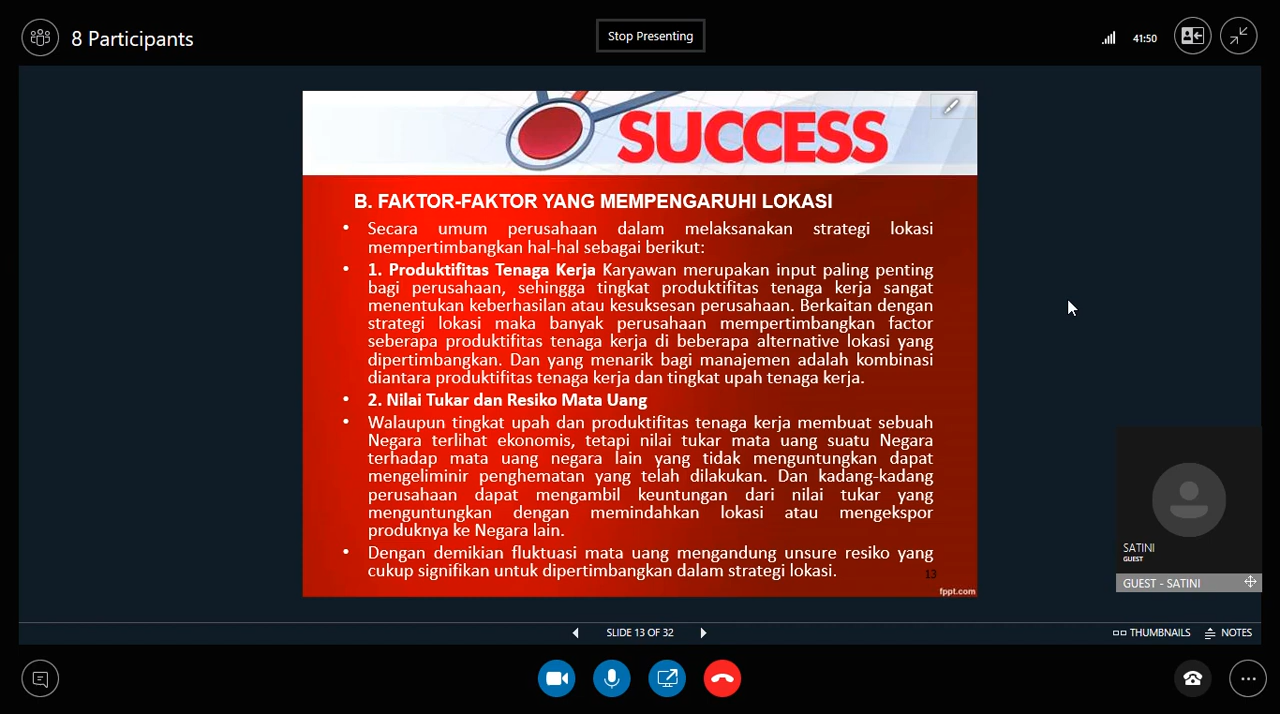 8 Participants
Stop Presenting
41:50
SUCCESS
B. FAKTOR-FAKTOR YANG MEMPENGARUHI LOKASI
• Secara umum perusahaan dalam melaksanakan strategi lokasi
mempertimbangkan hal-hal sebagai berikut:
• 1. Produktifitas Tenaga Kerja Karyawan merupakan input paling penting
bagi perusahaan, sehingga tingkat produktifitas tenaga kerja sangat
menentukan keberhasilan atau kesuksesan perusahaan. Berkaitan dengan
strategi lokasi maka banyak perusahaan mempertimbangkan factor
seberapa produktifitas tenaga kerja di beberapa alternative lokasi yang
dipertimbangkan. Dan yang menarik bagi manajemen adalah kombinasi
diantara produktifitas tenaga kerja dan tingkat upah tenaga kerja.
• 2. Nilai Tukar dan Resiko Mata Uang
• Walaupun tingkat upah dan produktifitas tenaga kerja membuat sebuah
Negara terlihat ekonomis, tetapi nilai tukar mata uang suatu Negara
terhadap mata uang negara lain yang tidak menguntungkan dapat
mengeliminir penghematan yang telah dilakukan. Dan kadang-kadang
perusahaan dapat mengambil keuntungan dari nilai tukar yang
menguntungkan dengan memindahkan lokasi atau mengekspor
produknya ke Negara lain.
• Dengan demikian fluktuasi mata uang mengandung unsure resiko yang
cukup signifikan untuk dipertimbangkan dalam strategi lokasi.
13
fppt.com
SATINI
GUEST
GUEST - SATINI
SLIDE 13 OF 32
THUMBNAILS
NOTES